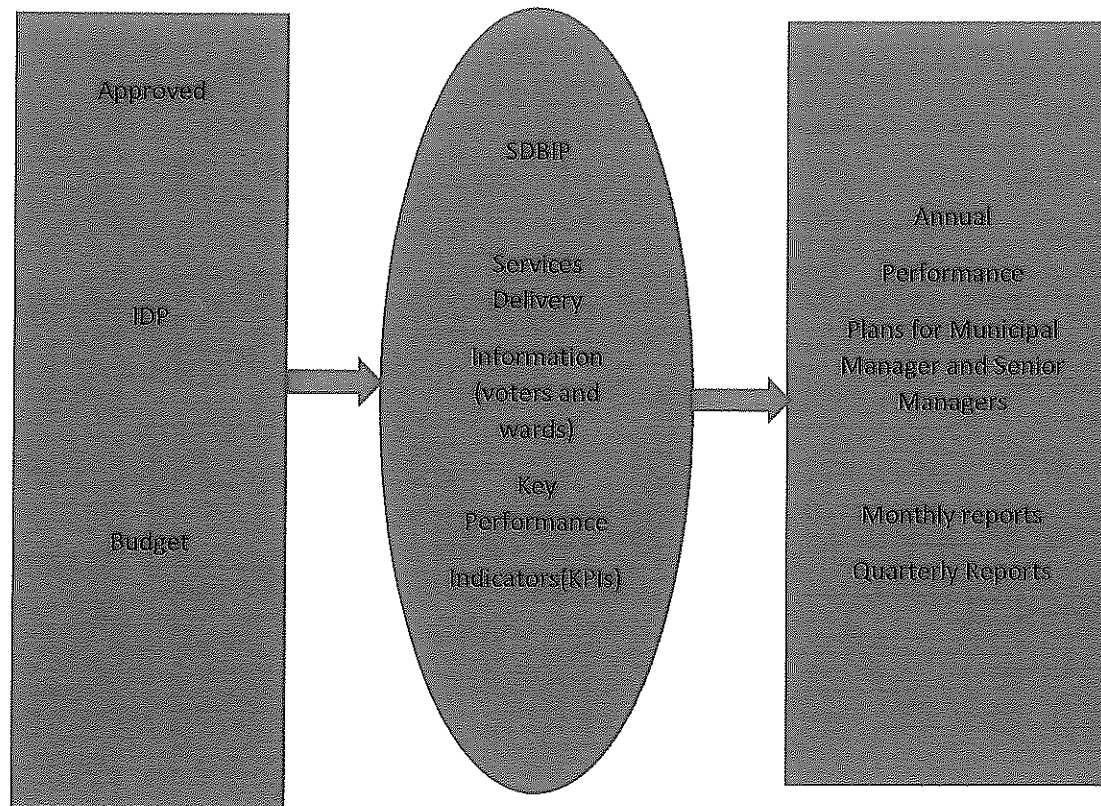 Approved
IDP
Budget
SDBIP
Services
Delivery
Information
(voters and
wards)
Key
Performance
Indicators(KPIs)
Annual
Performance
Plans for Municipal
Manager and Senior
Managers
Monthly reports
Quarterly Reports